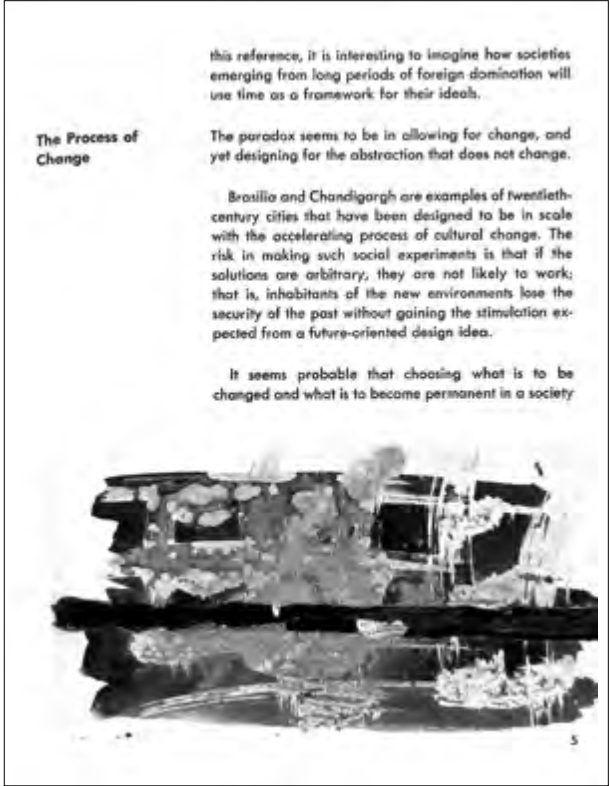 this reference, it is interesting to imagine how societies
emerging from long periods of foreign domination will
use time as a framework for their ideals.
The Process of
Change
The paradox seems to be in allowing for change, and
yet designing for the abstraction that does not change.
Brasilia and Chandigargh are examples of twentieth-
century cities that have been designed to be in scale
with the accelerating process of cultural change. The
risk in making such social experiments is that if the
solutions are arbitrary, they are not likely to work;
that is, inhabitants of the new environments lose the
security of the past without gaining the stimulation ex-
pected from a future-oriented design idea.
It seems probable that choosing what is to be
changed and what is to become permanent in a society
5